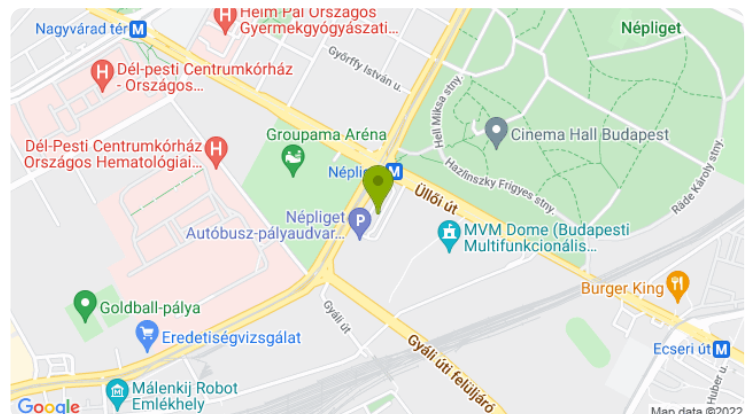 Heim Pál Országos
Gyermekgyógyászati...
Nagyvárad tér M
Népliget
Győrffy István u.
H Dél-pesti Centrumkórház
- Országos...
Hell Miksa stny.
Groupama Aréna
Cinema Hall Budapest
Dél-Pesti Centrumkórház H
Országos Hematológiai...
Népliget M
Hazlinszky Frigyes stny.
Räde Károly stny.
Üllői út
Népliget P
Autóbusz-pályaudvar...
MVM Dome (Budapesti
Multifunkcionális...
Burger King
Goldball-pálya
Gyáli út
Eredetiségvizsgálat
Gyáli úti felüljáró
Ecseri út M
Huber u.
Málenkij Robot
Emlékhely
Google
Map data ©202